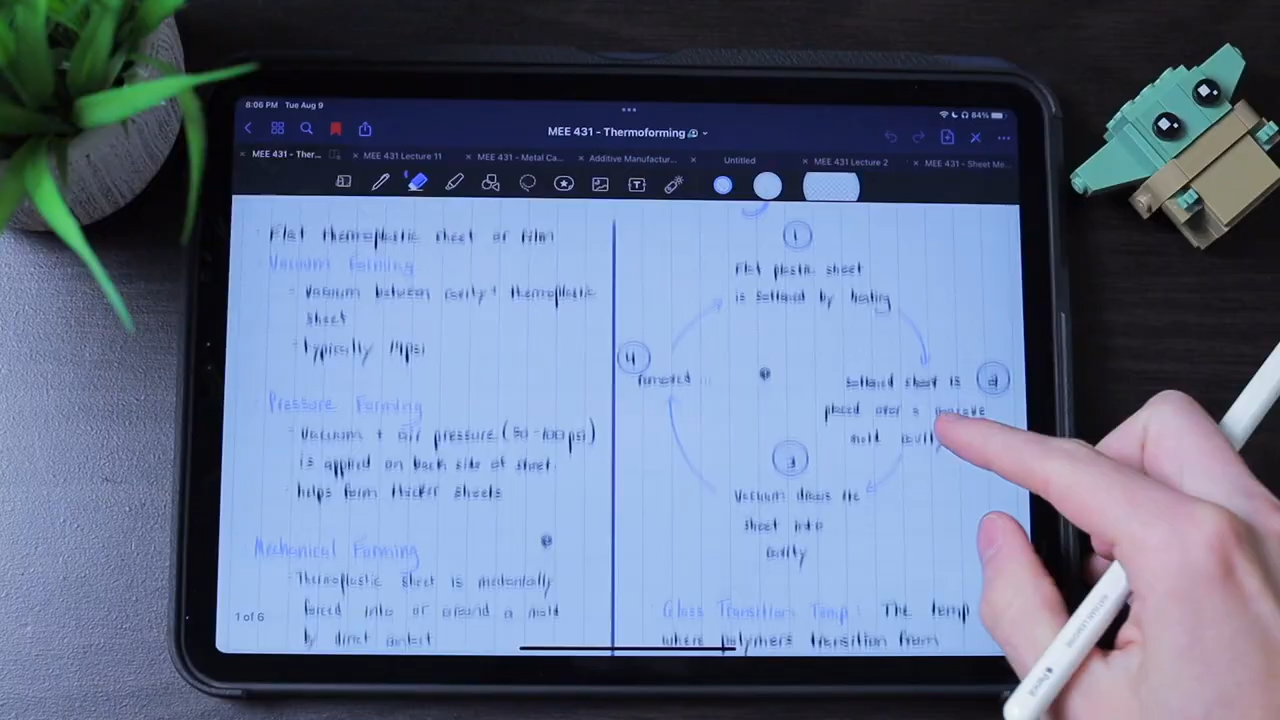 8:06 PM Tue Aug 9
84%
MEE 431 - Thermoforming
MEE 431 - Ther...
MEE 431 Lecture 11
MEE 431 - Metal Ca...
Additive Manufactur...
Untitled
MEE 431 Lecture 2
MEE 431 - Sheet Me...
Flat thermoplastic sheet or film
Vacuum Forming
- Vacuum between cavity + thermoplastic
sheet
- typically 14psi
Pressure Forming
- Vacuum + air pressure (50-100psi)
is applied on back side of sheet
- helps form thicker sheets
Mechanical Forming
- Thermoplastic sheet is mechanially
forced into or around a mold
by direct contact
1 of 6
1
Flat plastic sheet
is softened by heating
2
softened sheet is
placed over a
mold cavity
3
Vacuum draws the
sheet into
cavity
4
removed ...
Glass Transition Temp: The temp
where polymers transition from
Pencil